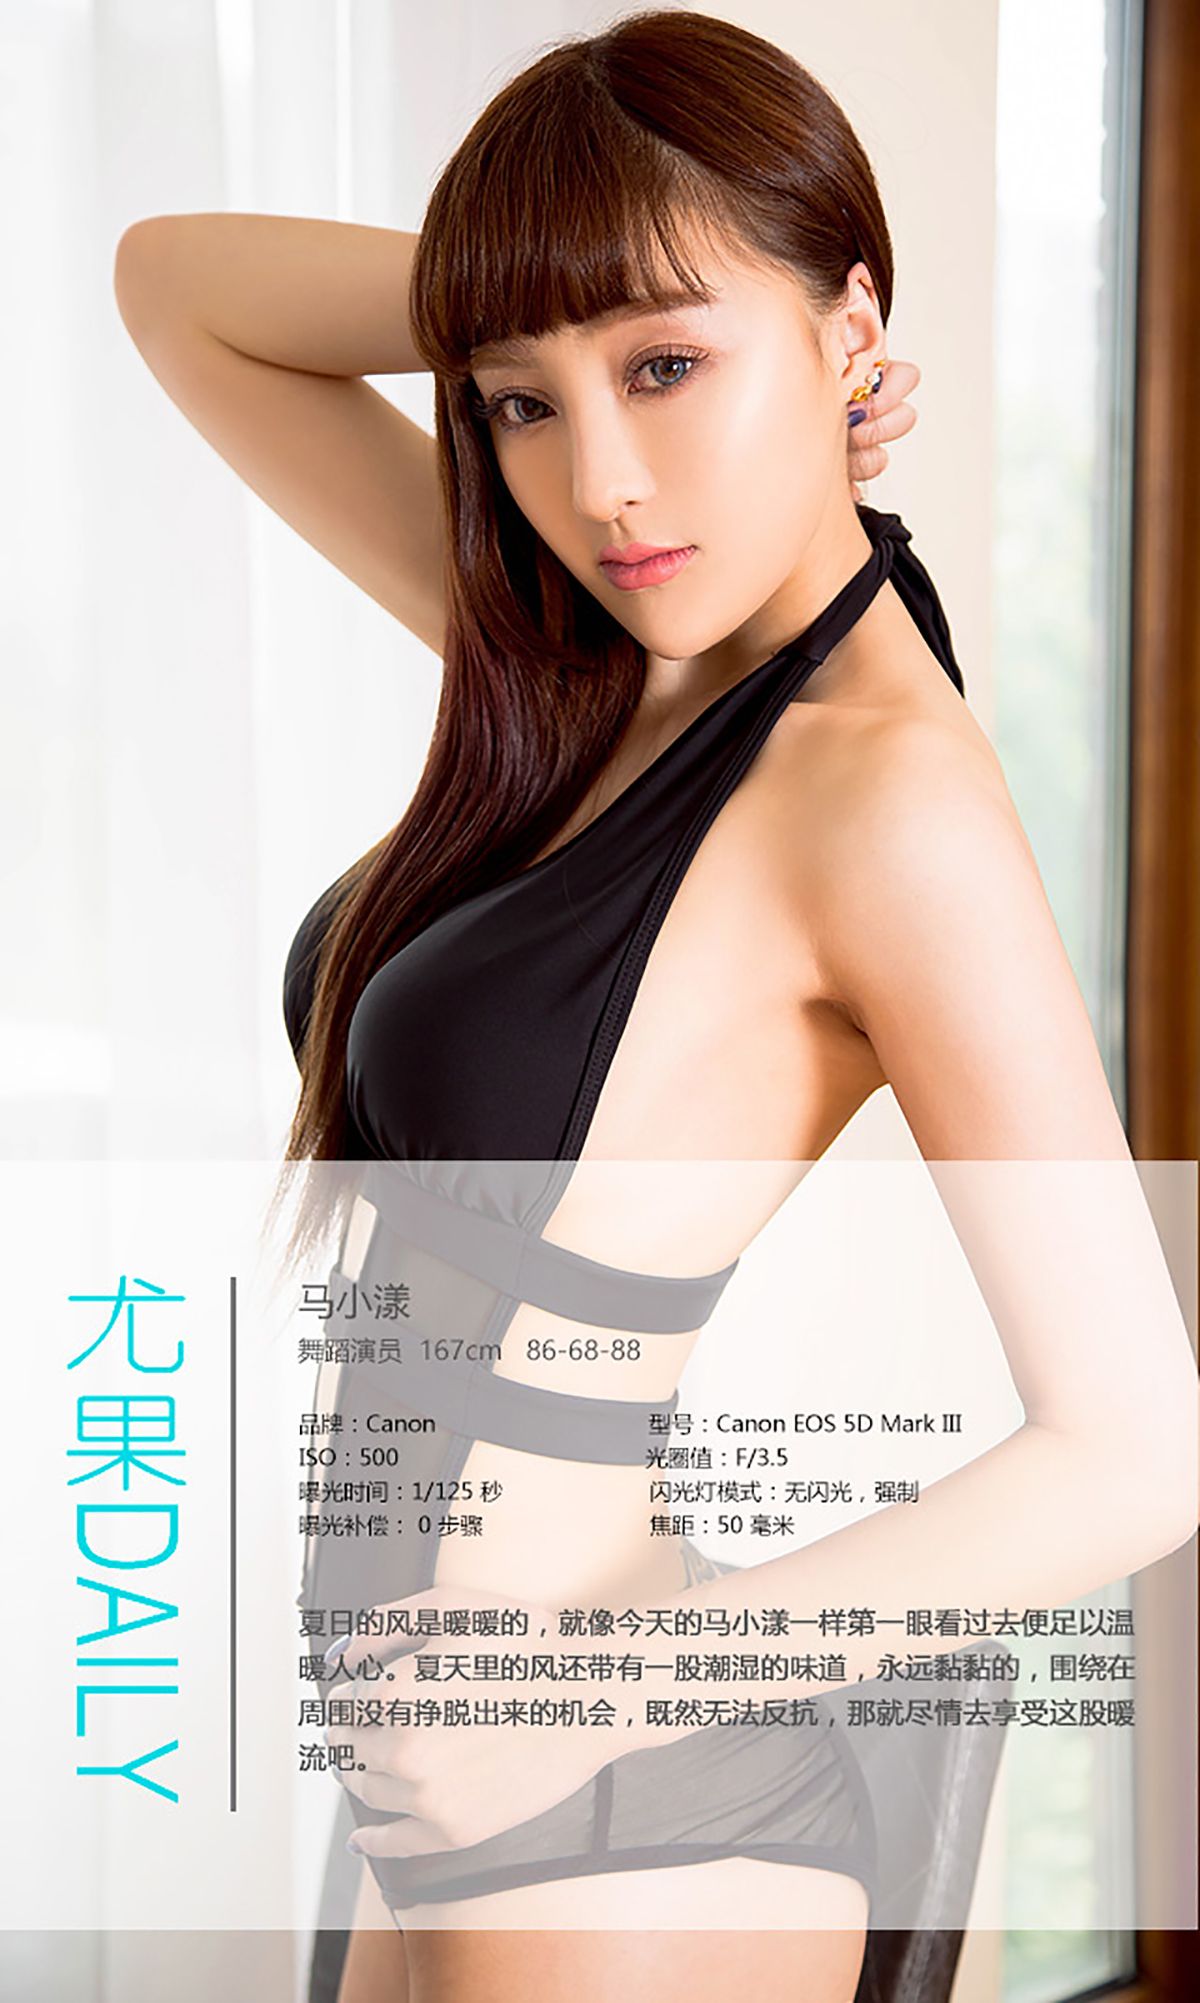 尤果DAILY
马小漾
舞蹈演员 167cm 86-68-88
品牌：Canon 型号：Canon EOS 5D Mark III
ISO：500 光圈值：F/3.5
曝光时间：1/125 秒 闪光灯模式：无闪光，强制
曝光补偿： 0 步骤 焦距：50 毫米
夏日的风是暖暖的，就像今天的马小漾一样第一眼看过去便足以温
暖人心。夏天里的风还带有一股潮湿的味道，永远黏黏的，围绕在
周围没有挣脱出来的机会，既然无法反抗，那就尽情去享受这股暖
流吧。